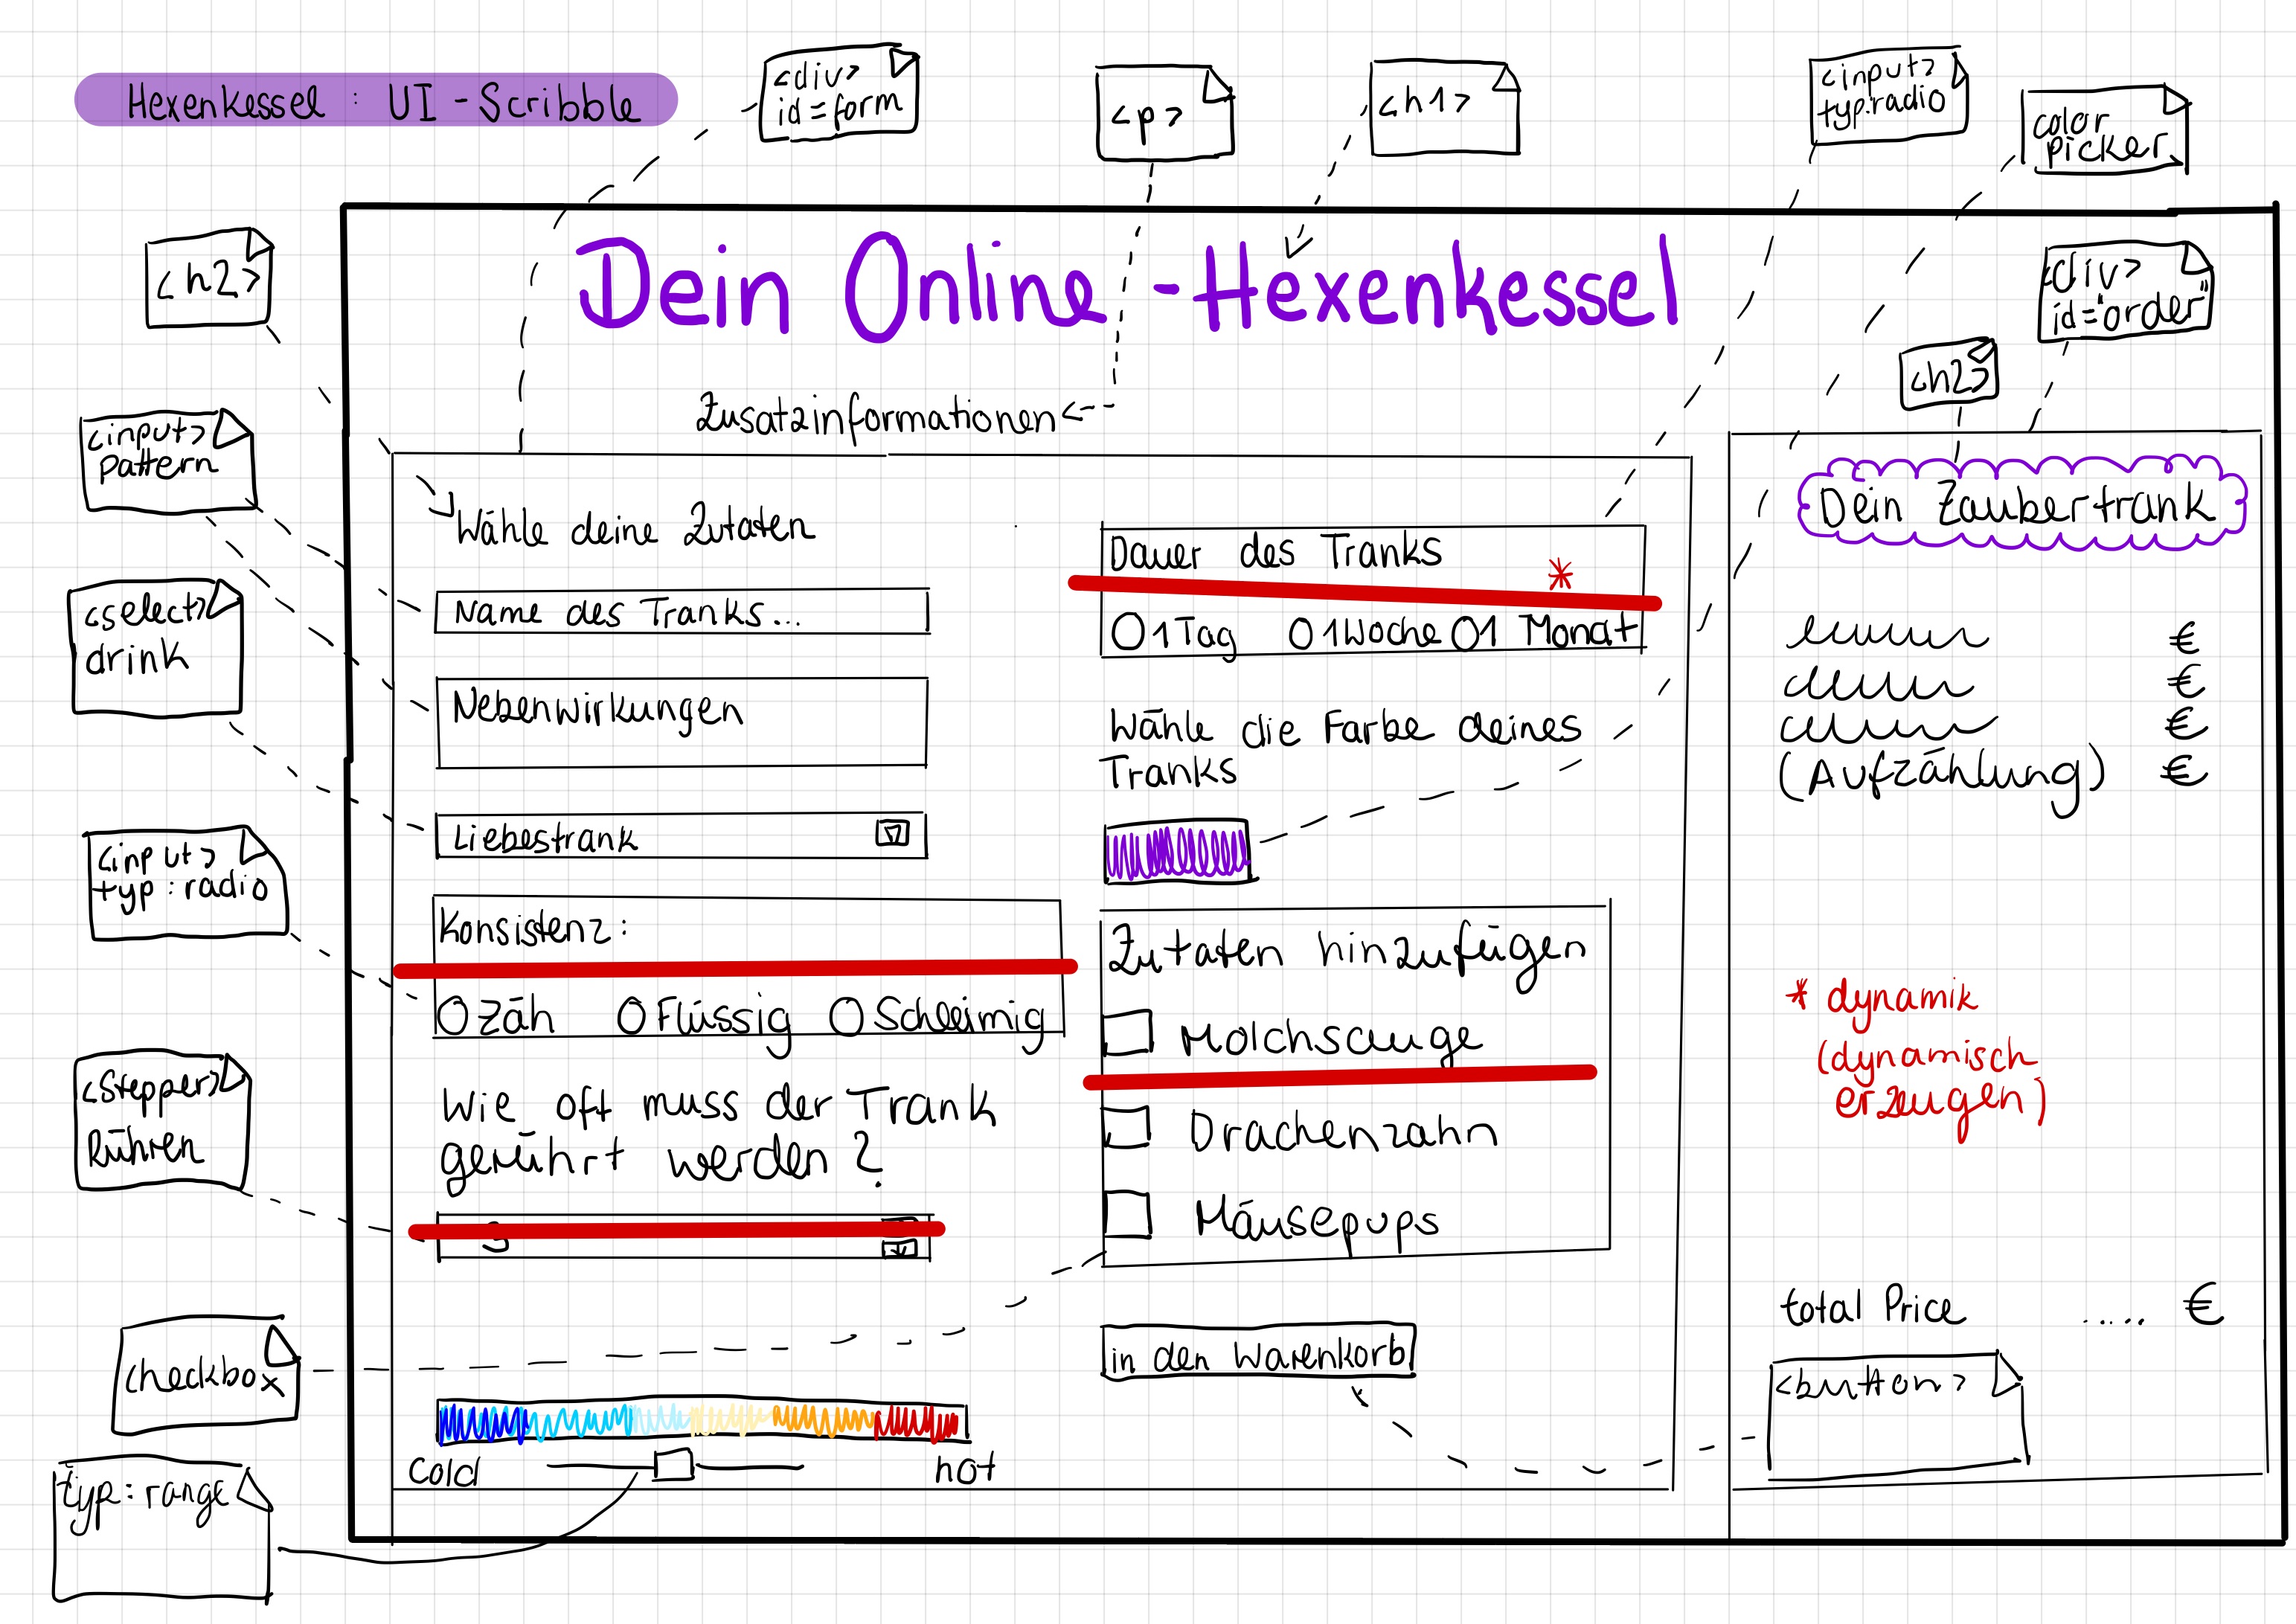 Hexenkessel : UI-Scribble
<div>
id=form
<p>
<h1>
<input>
typ:radio
color
picker
<h2>
Dein Online-Hexenkessel
<div>
id="order"
<h2>
Zusatzinformationen
<input>
pattern
Wähle deine Zutaten
Name des Tranks...
<select>
drink
Nebenwirkungen
Liebestrank
<input>
typ:radio
Konsistenz:
O Zäh O Flüssig O Schleimig
<Stepper>
Rühren
Wie oft muss der Trank
gerührt werden?
checkbox
typ:range
cold
hot
Dauer des Tranks *
O 1 Tag O 1 Woche O 1 Monat
Wähle die Farbe deines
Tranks
Zutaten hinzufügen
Molchsauge
Drachenzahn
Mäusepups
in den Warenkorb
Dein Zaubertrank
€
€
€
(Aufzählung) €
* dynamik
(dynamisch
erzeugen)
total Price ..... €
<button>